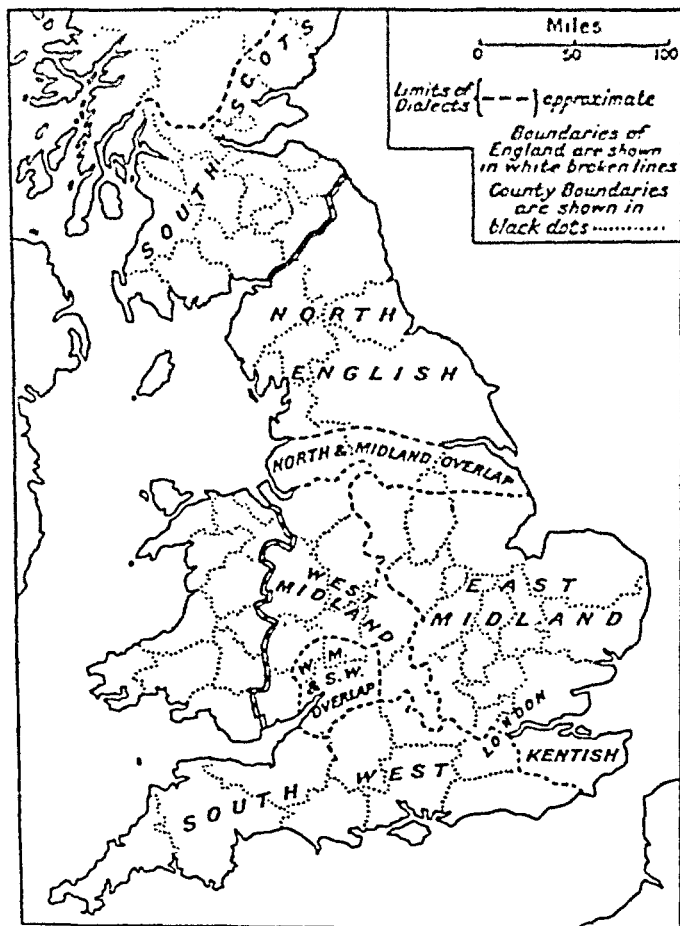 Miles
0 50 100
Limits of
Dialects {---} approximate
Boundaries of
England are shown
in white broken lines
County Boundaries
are shown in
black dots ..........
SCOTS
SOUTH
NORTH
ENGLISH
NORTH & MIDLAND OVERLAP
WEST
MIDLAND
EAST
MIDLAND
W. M.
& S.W.
OVERLAP
LONDON
KENTISH
SOUTH WEST